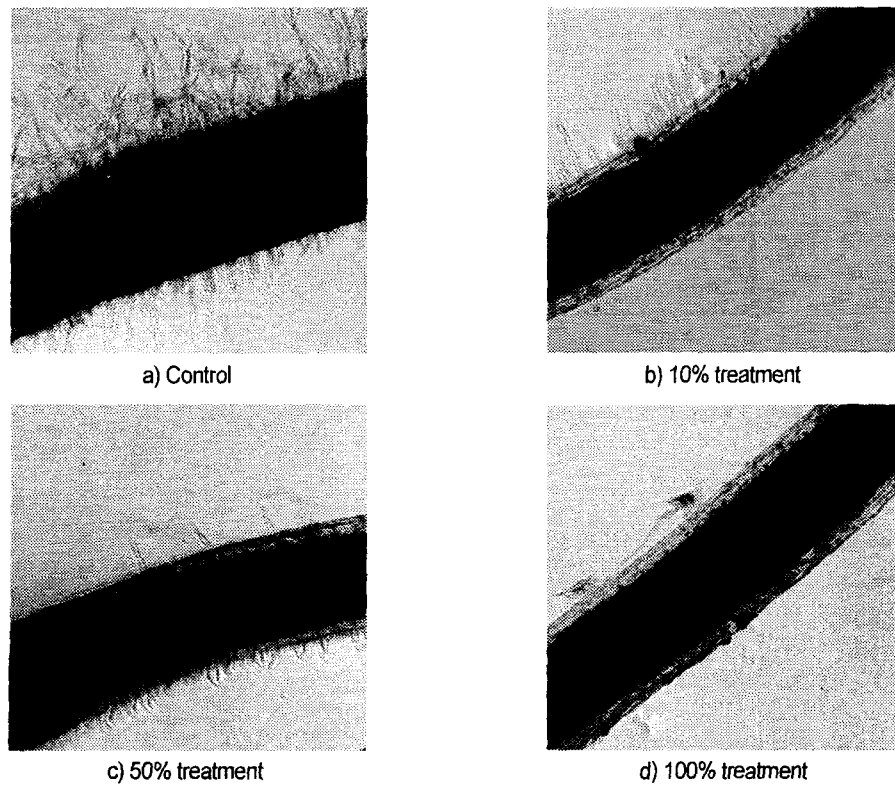 a) Control
b) 10% treatment
c) 50% treatment
d) 100% treatment